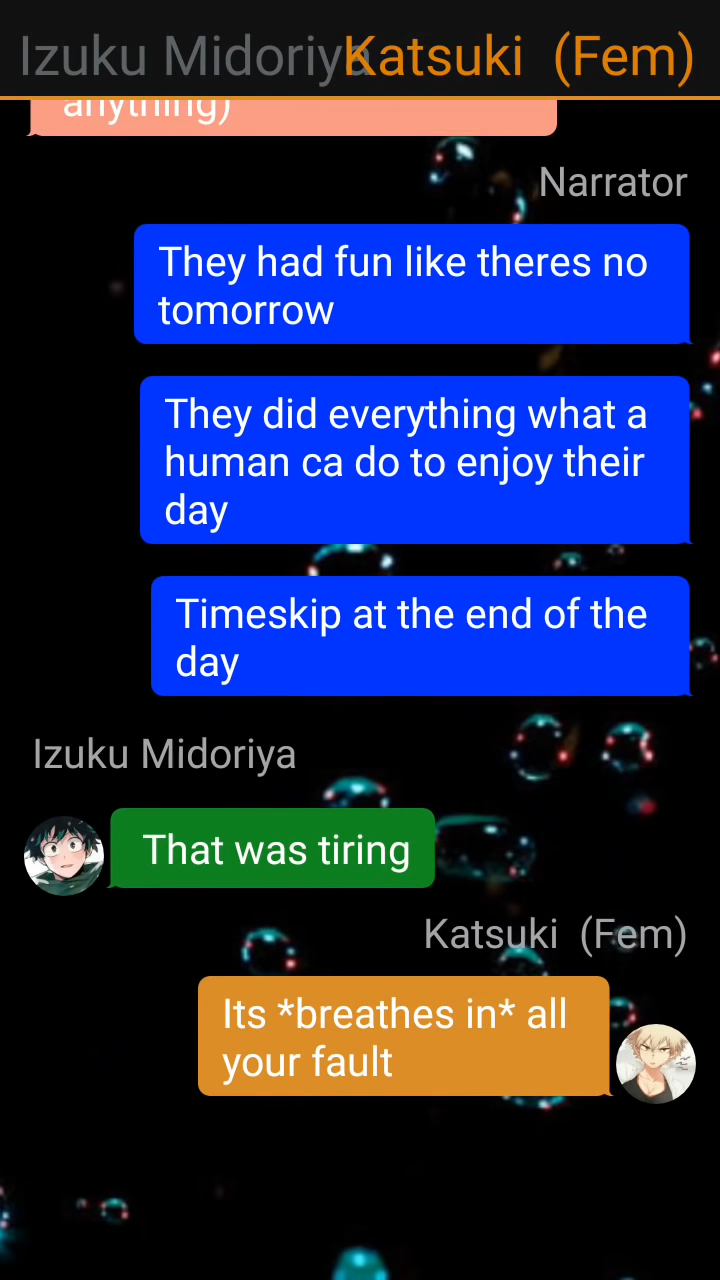 Izuku Midoriya Katsuki (Fem)
anything)
Narrator
They had fun like theres no
tomorrow
They did everything what a
human ca do to enjoy their
day
Timeskip at the end of the
day
Izuku Midoriya
That was tiring
Katsuki (Fem)
Its *breathes in* all
your fault